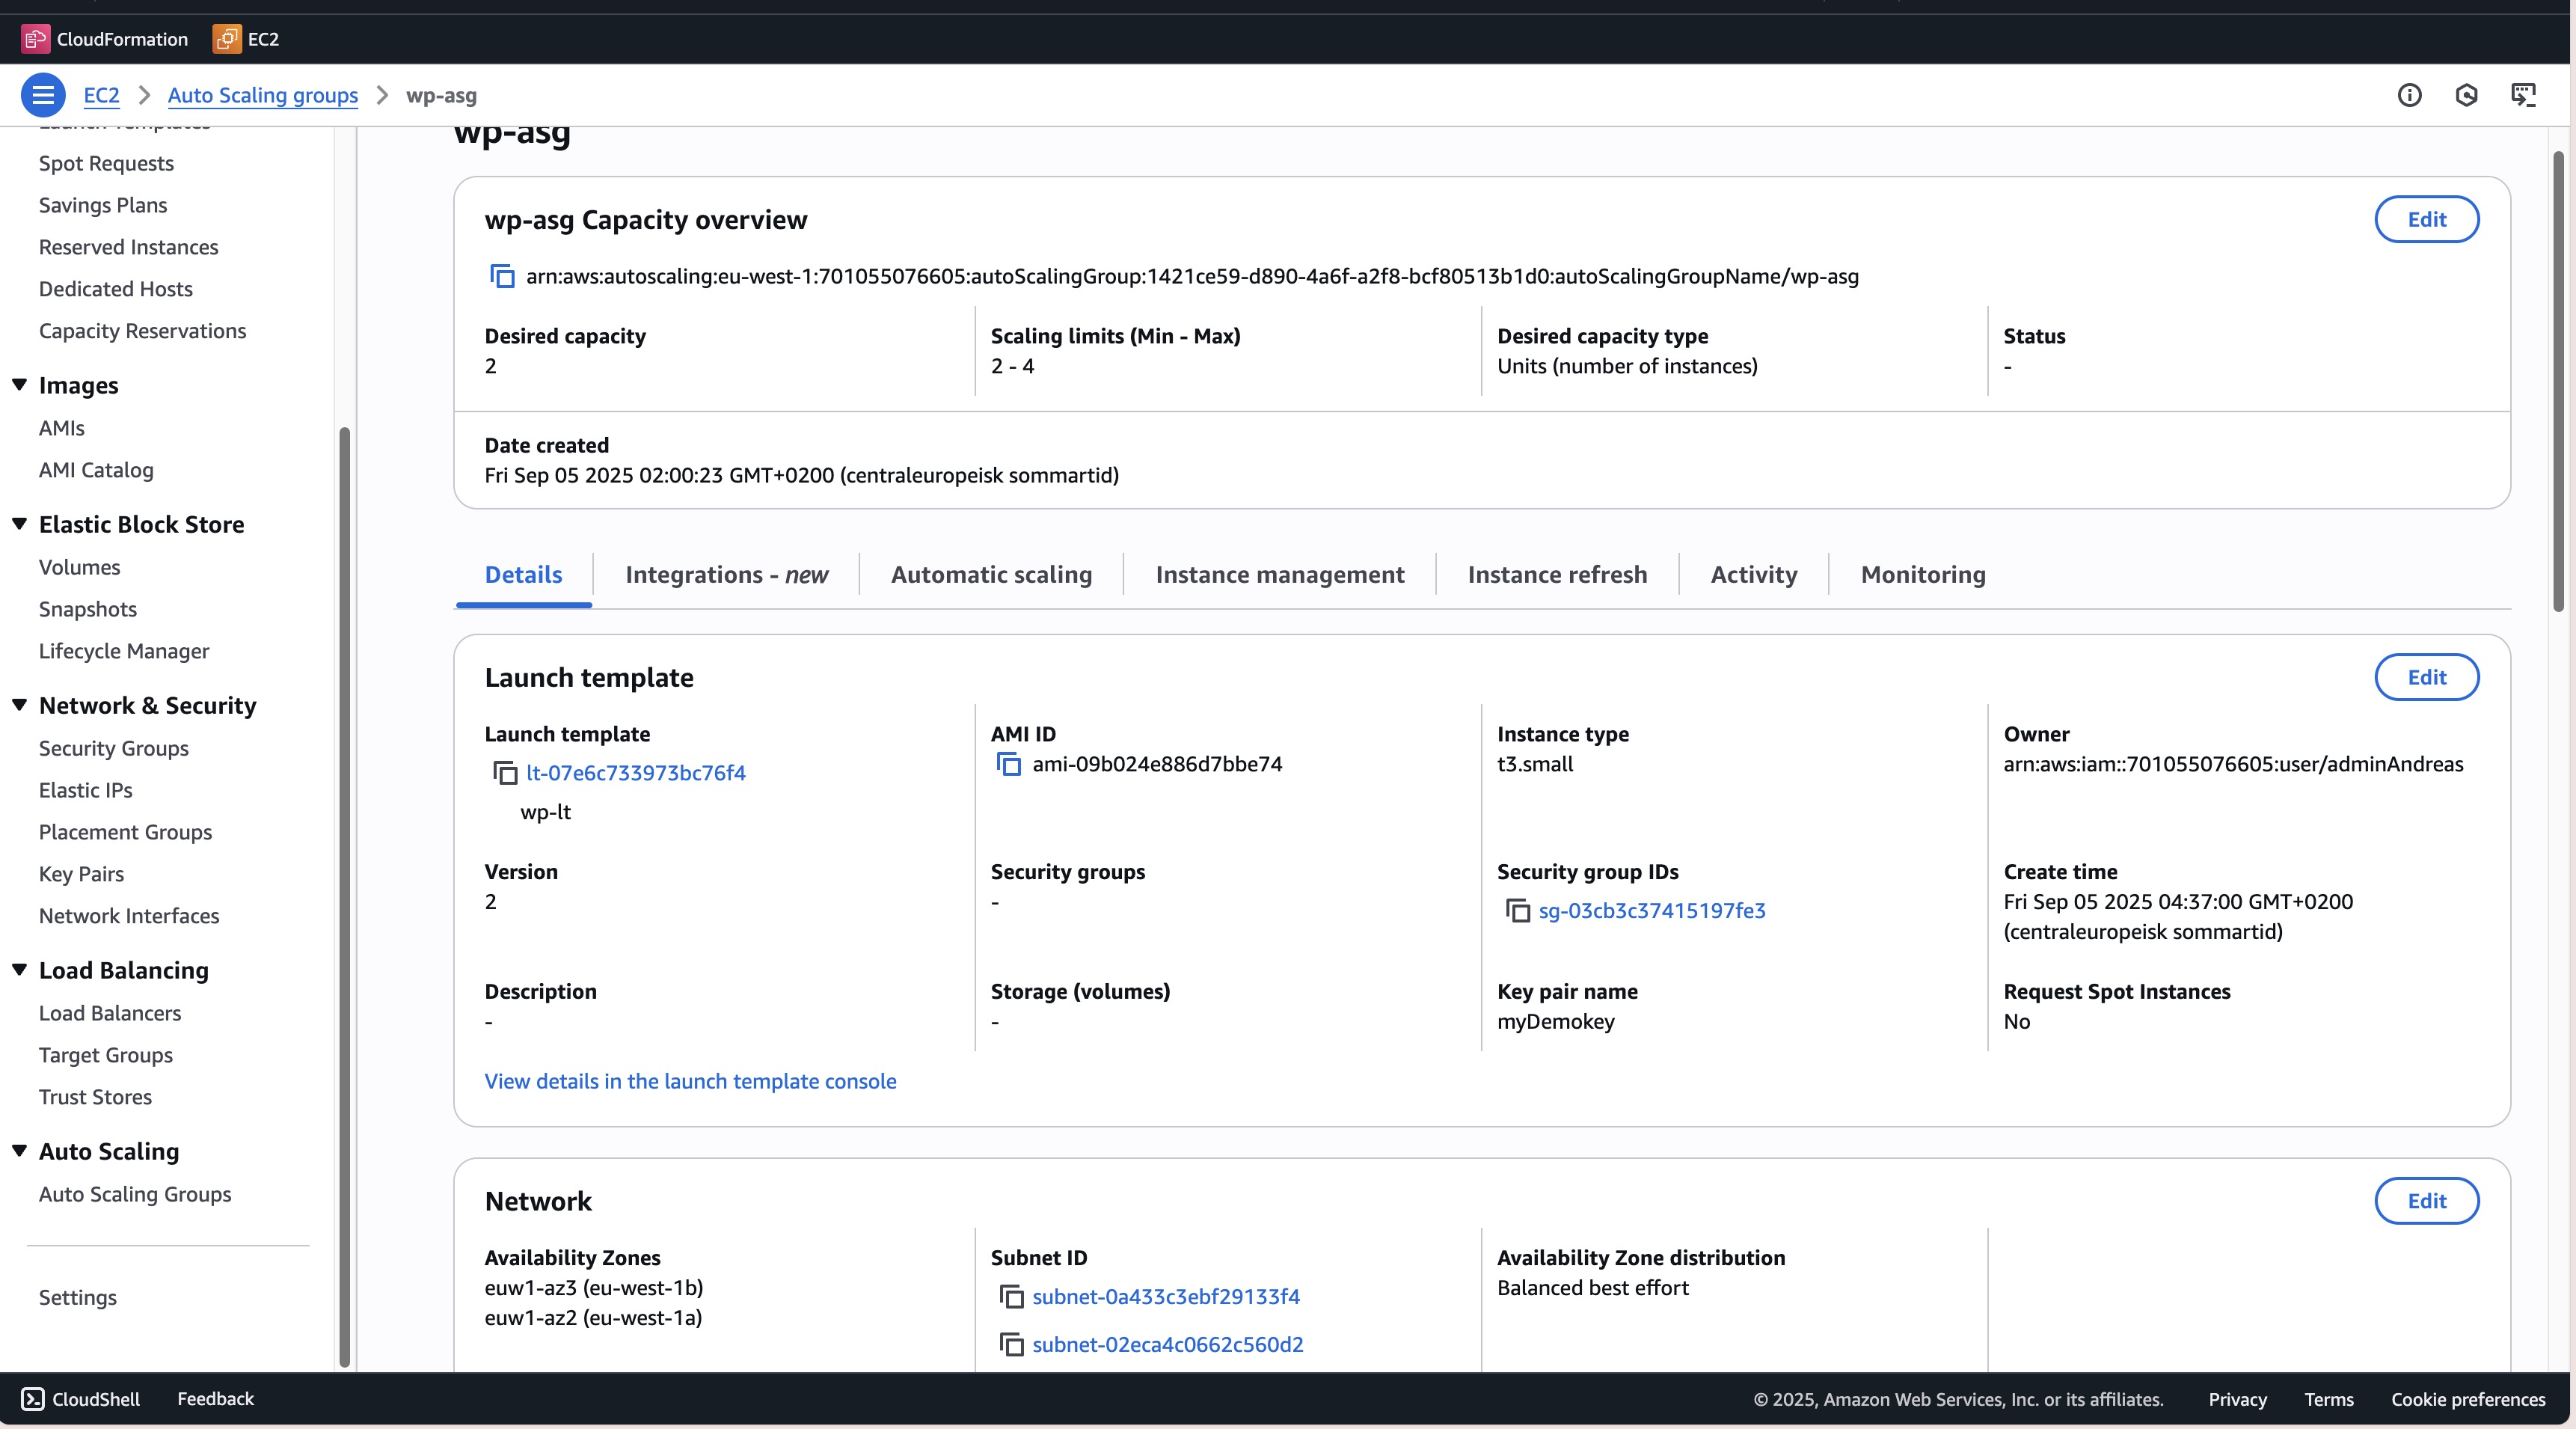 CloudFormation
EC2
EC2 > Auto Scaling groups > wp-asg
Launch Templates
Spot Requests
Savings Plans
Reserved Instances
Dedicated Hosts
Capacity Reservations
Images
AMIs
AMI Catalog
Elastic Block Store
Volumes
Snapshots
Lifecycle Manager
Network & Security
Security Groups
Elastic IPs
Placement Groups
Key Pairs
Network Interfaces
Load Balancing
Load Balancers
Target Groups
Trust Stores
Auto Scaling
Auto Scaling Groups
Settings
wp-asg
wp-asg Capacity overview
Edit
arn:aws:autoscaling:eu-west-1:701055076605:autoScalingGroup:1421ce59-d890-4a6f-a2f8-bcf80513b1d0:autoScalingGroupName/wp-asg
Desired capacity
2
Scaling limits (Min - Max)
2 - 4
Desired capacity type
Units (number of instances)
Status
-
Date created
Fri Sep 05 2025 02:00:23 GMT+0200 (centraleuropeisk sommartid)
Details
Integrations - new
Automatic scaling
Instance management
Instance refresh
Activity
Monitoring
Launch template
Edit
Launch template
lt-07e6c733973bc76f4
wp-lt
AMI ID
ami-09b024e886d7bbe74
Instance type
t3.small
Owner
arn:aws:iam::701055076605:user/adminAndreas
Version
2
Security groups
-
Security group IDs
sg-03cb3c37415197fe3
Create time
Fri Sep 05 2025 04:37:00 GMT+0200
(centraleuropeisk sommartid)
Description
-
Storage (volumes)
-
Key pair name
myDemokey
Request Spot Instances
No
View details in the launch template console
Network
Edit
Availability Zones
euw1-az3 (eu-west-1b)
euw1-az2 (eu-west-1a)
Subnet ID
subnet-0a433c3ebf29133f4
subnet-02eca4c0662c560d2
Availability Zone distribution
Balanced best effort
CloudShell
Feedback
© 2025, Amazon Web Services, Inc. or its affiliates.
Privacy
Terms
Cookie preferences